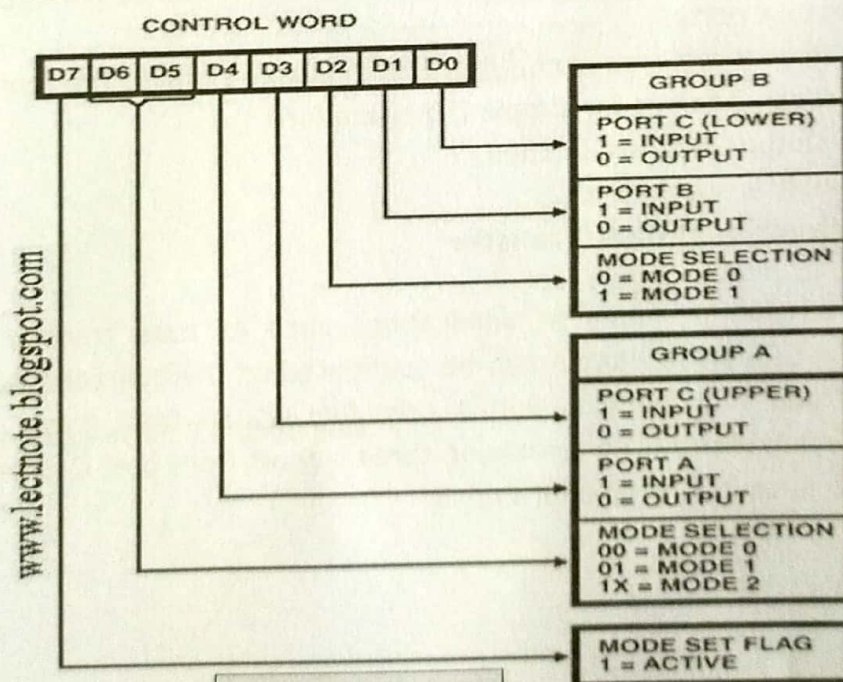 CONTROL WORD
D7 D6 D5 D4 D3 D2 D1 D0
GROUP B
PORT C (LOWER)
1 = INPUT
0 = OUTPUT
PORT B
1 = INPUT
0 = OUTPUT
MODE SELECTION
0 = MODE 0
1 = MODE 1
GROUP A
PORT C (UPPER)
1 = INPUT
0 = OUTPUT
PORT A
1 = INPUT
0 = OUTPUT
MODE SELECTION
00 = MODE 0
01 = MODE 1
1X = MODE 2
MODE SET FLAG
1 = ACTIVE
www.lectnote.blogspot.com